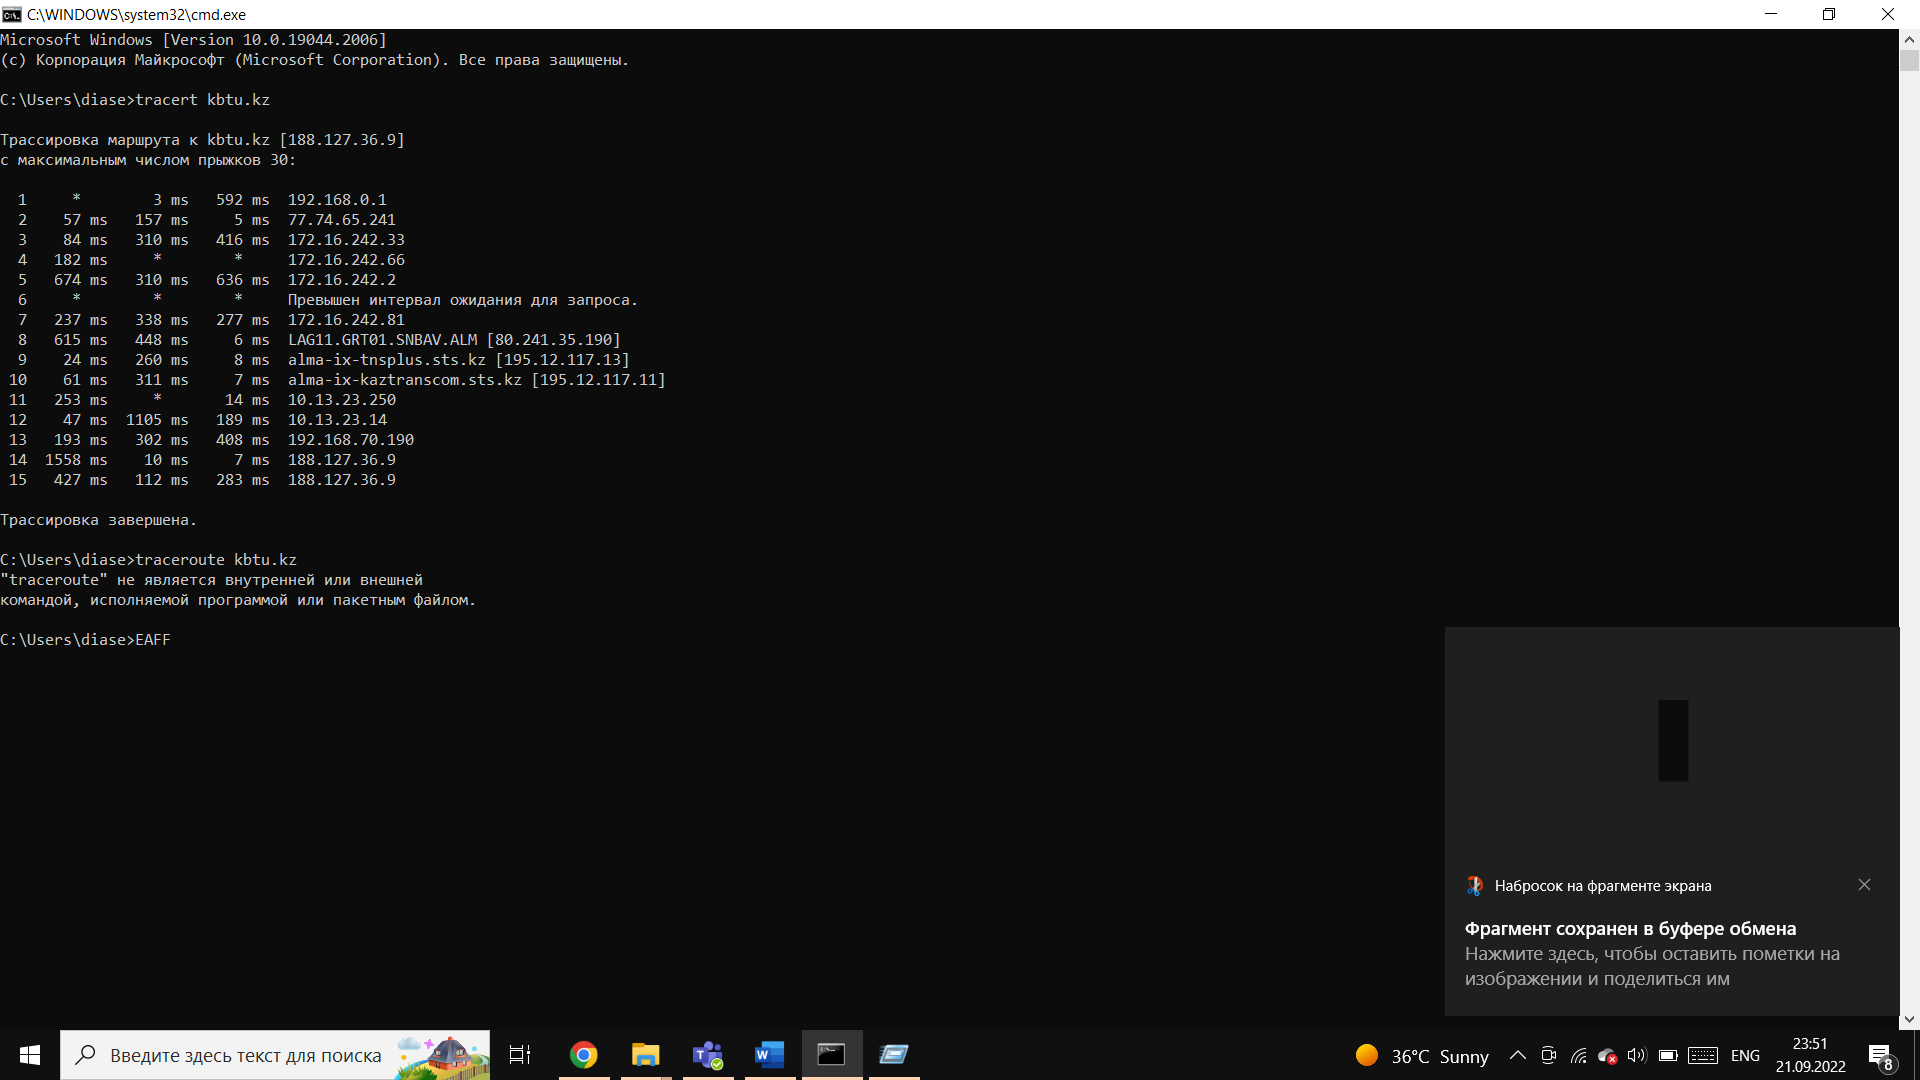 C:\WINDOWS\system32\cmd.exe
Microsoft Windows [Version 10.0.19044.2006]
(c) Корпорация Майкрософт (Microsoft Corporation). Все права защищены.
C:\Users\diase>tracert kbtu.kz
Трассировка маршрута к kbtu.kz [188.127.36.9]
с максимальным числом прыжков 30:
1 * 3 ms 592 ms 192.168.0.1
2 57 ms 157 ms 5 ms 77.74.65.241
3 84 ms 310 ms 416 ms 172.16.242.33
4 182 ms * * 172.16.242.66
5 674 ms 310 ms 636 ms 172.16.242.2
6 * * * Превышен интервал ожидания для запроса.
7 237 ms 338 ms 277 ms 172.16.242.81
8 615 ms 448 ms 6 ms LAG11.GRT01.SNBAV.ALM [80.241.35.190]
9 24 ms 260 ms 8 ms alma-ix-tnsplus.sts.kz [195.12.117.13]
10 61 ms 311 ms 7 ms alma-ix-kaztranscom.sts.kz [195.12.117.11]
11 253 ms * 14 ms 10.13.23.250
12 47 ms 1105 ms 189 ms 10.13.23.14
13 193 ms 302 ms 408 ms 192.168.70.190
14 1558 ms 10 ms 7 ms 188.127.36.9
15 427 ms 112 ms 283 ms 188.127.36.9
Трассировка завершена.
C:\Users\diase>traceroute kbtu.kz
"traceroute" не является внутренней или внешней
командой, исполняемой программой или пакетным файлом.
C:\Users\diase>EAFF
Набросок на фрагменте экрана
Фрагмент сохранен в буфере обмена
Нажмите здесь, чтобы оставить пометки на
изображении и поделиться им
Введите здесь текст для поиска
36°C Sunny
ENG
23:51
21.09.2022
8